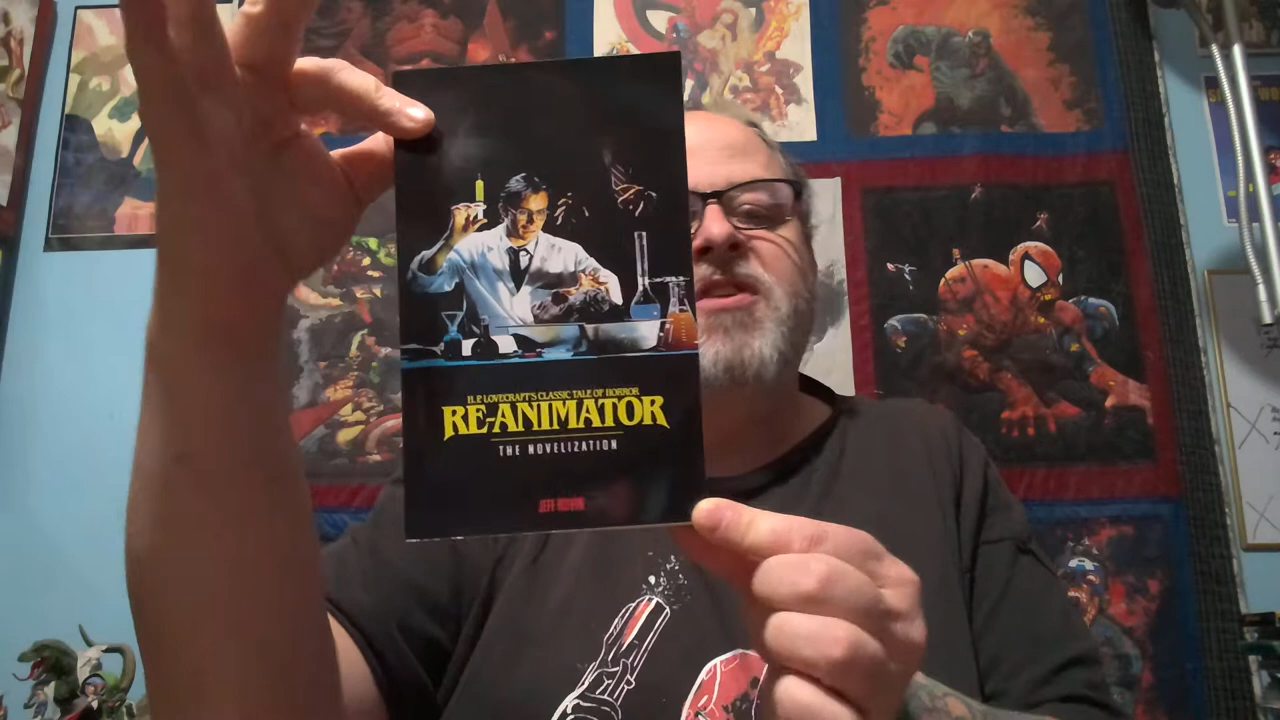 H.P. LOVECRAFT'S CLASSIC TALE OF HORROR
RE-ANIMATOR
THE NOVELIZATION
JEFF ROVIN